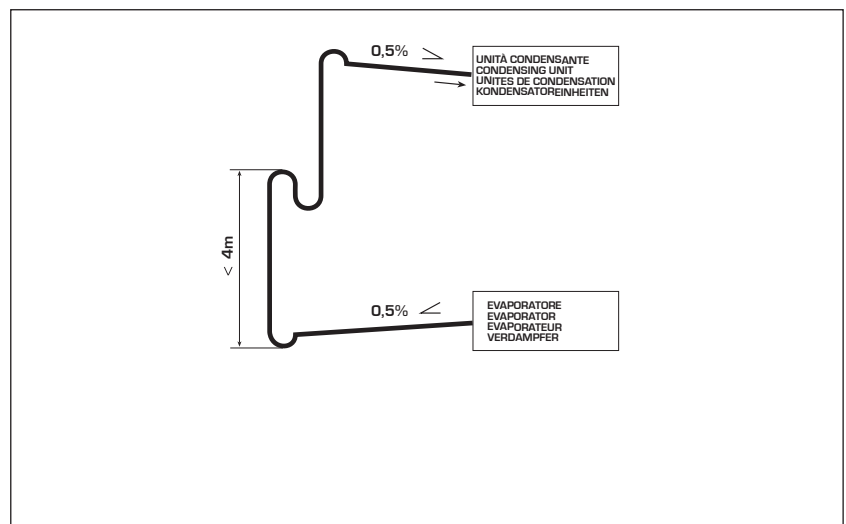 0,5%
UNITÀ CONDENSANTE
CONDENSING UNIT
UNITES DE CONDENSATION
KONDENSATOREINHEITEN
< 4m
0,5%
EVAPORATORE
EVAPORATOR
EVAPORATEUR
VERDAMPFER